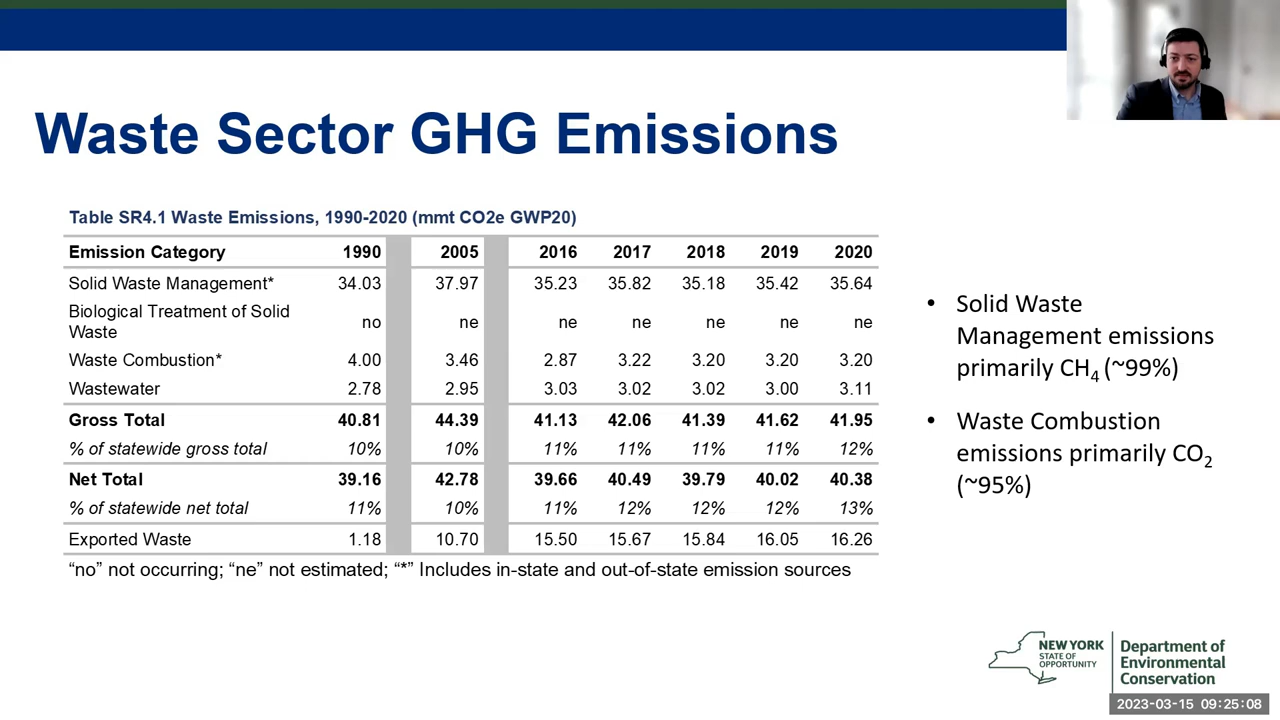 Waste Sector GHG Emissions
Table SR4.1 Waste Emissions, 1990-2020 (mmt CO2e GWP20)
Emission Category 1990 2005 2016 2017 2018 2019 2020
Solid Waste Management* 34.03 37.97 35.23 35.82 35.18 35.42 35.64
Biological Treatment of Solid
Waste no ne ne ne ne ne ne
Waste Combustion* 4.00 3.46 2.87 3.22 3.20 3.20 3.20
Wastewater 2.78 2.95 3.03 3.02 3.02 3.00 3.11
Gross Total 40.81 44.39 41.13 42.06 41.39 41.62 41.95
% of statewide gross total 10% 10% 11% 11% 11% 11% 12%
Net Total 39.16 42.78 39.66 40.49 39.79 40.02 40.38
% of statewide net total 11% 10% 11% 12% 12% 12% 13%
Exported Waste 1.18 10.70 15.50 15.67 15.84 16.05 16.26
“no” not occurring; “ne” not estimated; “*” Includes in-state and out-of-state emission sources
• Solid Waste
Management emissions
primarily CH4 (~99%)
• Waste Combustion
emissions primarily CO2
(~95%)
NEW YORK
STATE OF
OPPORTUNITY
Department of
Environmental
Conservation
2023-03-15 09:25:08